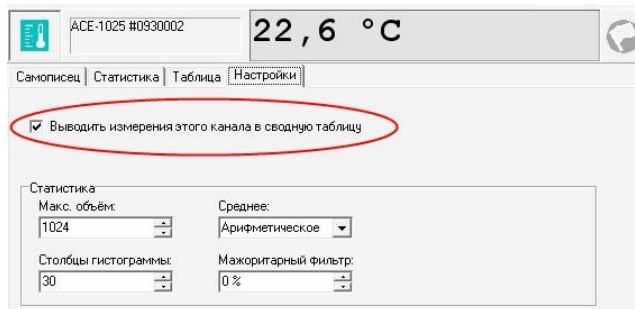 ACE-1025 #0930002
22,6 °C
Самописец Статистика Таблица Настройки
Выводить измерения этого канала в сводную таблицу
Статистика
Макс. объём: Среднее:
1024 Арифметическое
Столбцы гистограммы: Мажоритарный фильтр:
30 0 %